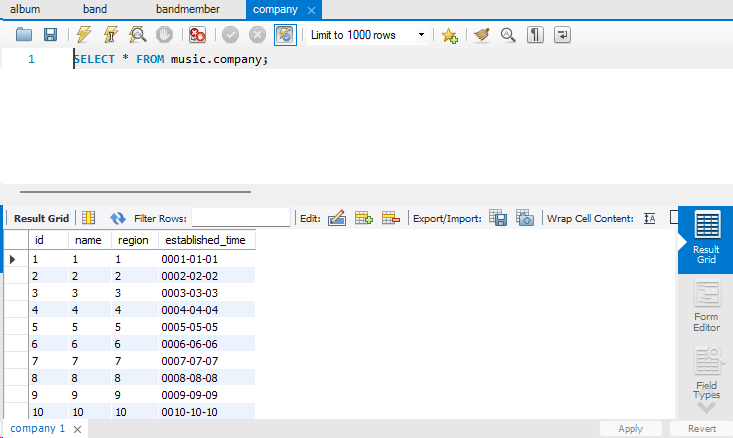 album band bandmember company
Limit to 1000 rows
1 SELECT * FROM music.company;
Result Grid Filter Rows: Edit: Export/Import: Wrap Cell Content:
id name region established_time
1 1 1 0001-01-01
2 2 2 0002-02-02
3 3 3 0003-03-03
4 4 4 0004-04-04
5 5 5 0005-05-05
6 6 6 0006-06-06
7 7 7 0007-07-07
8 8 8 0008-08-08
9 9 9 0009-09-09
10 10 10 0010-10-10
Result
Grid
Form
Editor
Field
Types
company 1 Apply Revert